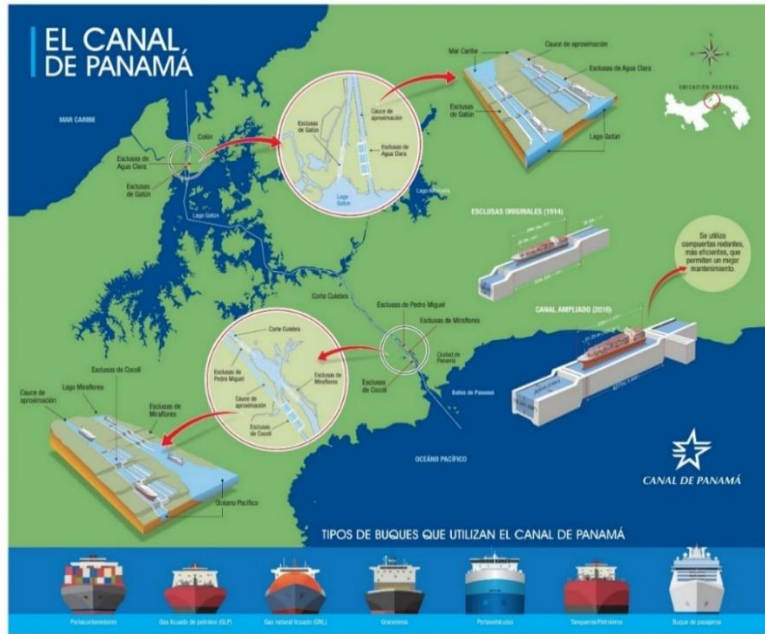 EL CANAL
DE PANAMÁ
MAR CARIBE
Colón
Esclusas de
Agua Clara
Esclusas
de Gatún
Lago Gatún
Esclusas
de Gatún
Cauce de
aproximación
Esclusas de
Agua Clara
Lago
Gatún
Mar Caribe
Cauce de aproximación
Esclusas de Agua Clara
Esclusas
de Gatún
Lago Gatún
UBICACIÓN REGIONAL
ESCLUSAS ORIGINALES (1914)
Se utiliza
compuertas rodantes,
más eficientes, que
permiten un mejor
mantenimiento.
CANAL AMPLIADO (2016)
Corte Culebra
Esclusas de Pedro Miguel
Esclusas de Miraflores
Ciudad de
Panamá
Esclusas
de Cocolí
Bahía de Panamá
OCEÁNO PACÍFICO
Corte Culebra
Esclusas de
Pedro Miguel
Esclusas de
Miraflores
Cauce de
aproximación
Esclusas
de Cocolí
Esclusas de Cocolí
Lago Miraflores
Cauce de
aproximación
Esclusas de
Miraflores
Océano Pacífico
CANAL DE PANAMÁ
TIPOS DE BUQUES QUE UTILIZAN EL CANAL DE PANAMÁ
Portacontenedores
Gas licuado de petróleo (GLP)
Gas natural licuado (GNL)
Graneleros
Portavehículos
Tanqueros/Petroleros
Buque de pasajeros